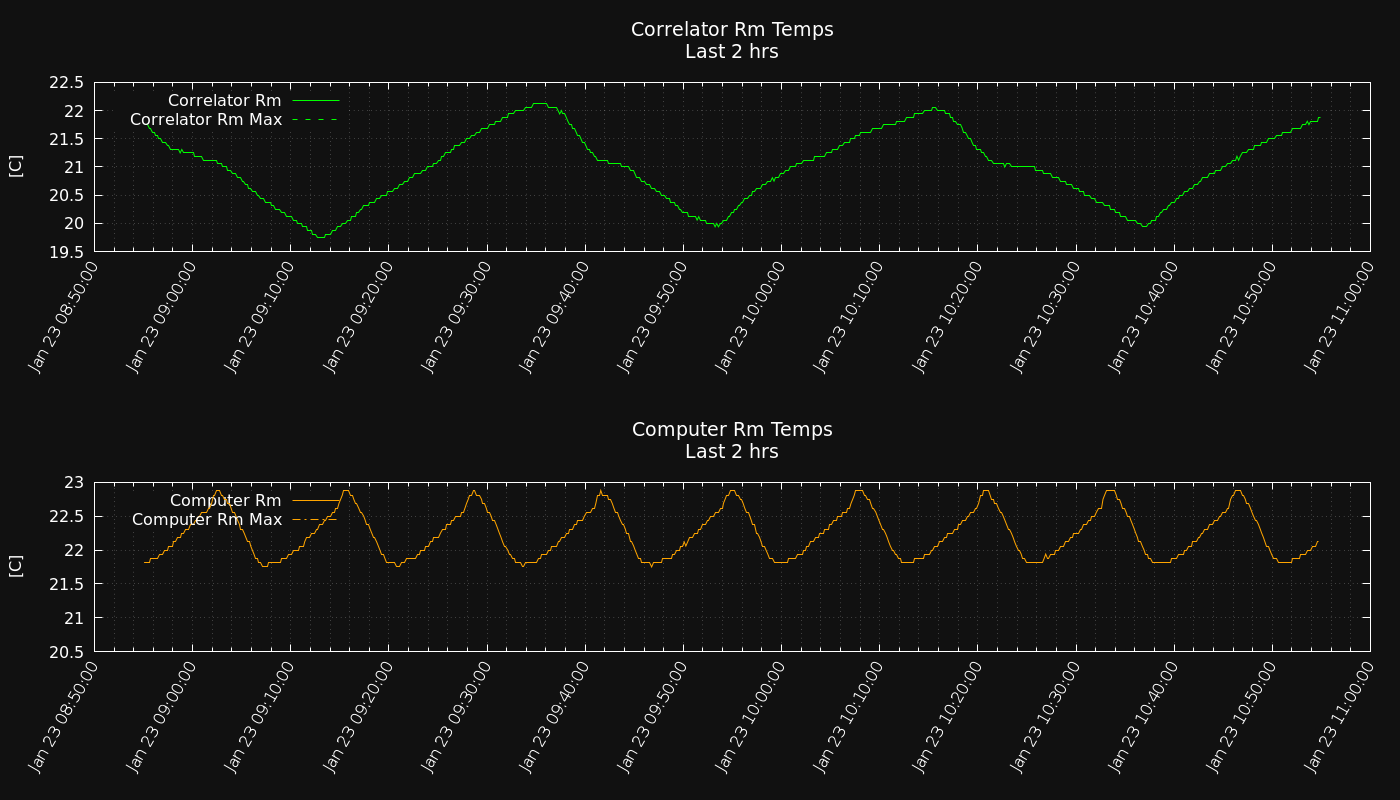 Correlator Rm Temps
Last 2 hrs
22.5
22
21.5
21
20.5
20
19.5
[C]
Correlator Rm
Correlator Rm Max
Jan 23 08:50:00
Jan 23 09:00:00
Jan 23 09:10:00
Jan 23 09:20:00
Jan 23 09:30:00
Jan 23 09:40:00
Jan 23 09:50:00
Jan 23 10:00:00
Jan 23 10:10:00
Jan 23 10:20:00
Jan 23 10:30:00
Jan 23 10:40:00
Jan 23 10:50:00
Jan 23 11:00:00
Computer Rm Temps
Last 2 hrs
23
22.5
22
21.5
21
20.5
[C]
Computer Rm
Computer Rm Max
Jan 23 08:50:00
Jan 23 09:00:00
Jan 23 09:10:00
Jan 23 09:20:00
Jan 23 09:30:00
Jan 23 09:40:00
Jan 23 09:50:00
Jan 23 10:00:00
Jan 23 10:10:00
Jan 23 10:20:00
Jan 23 10:30:00
Jan 23 10:40:00
Jan 23 10:50:00
Jan 23 11:00:00